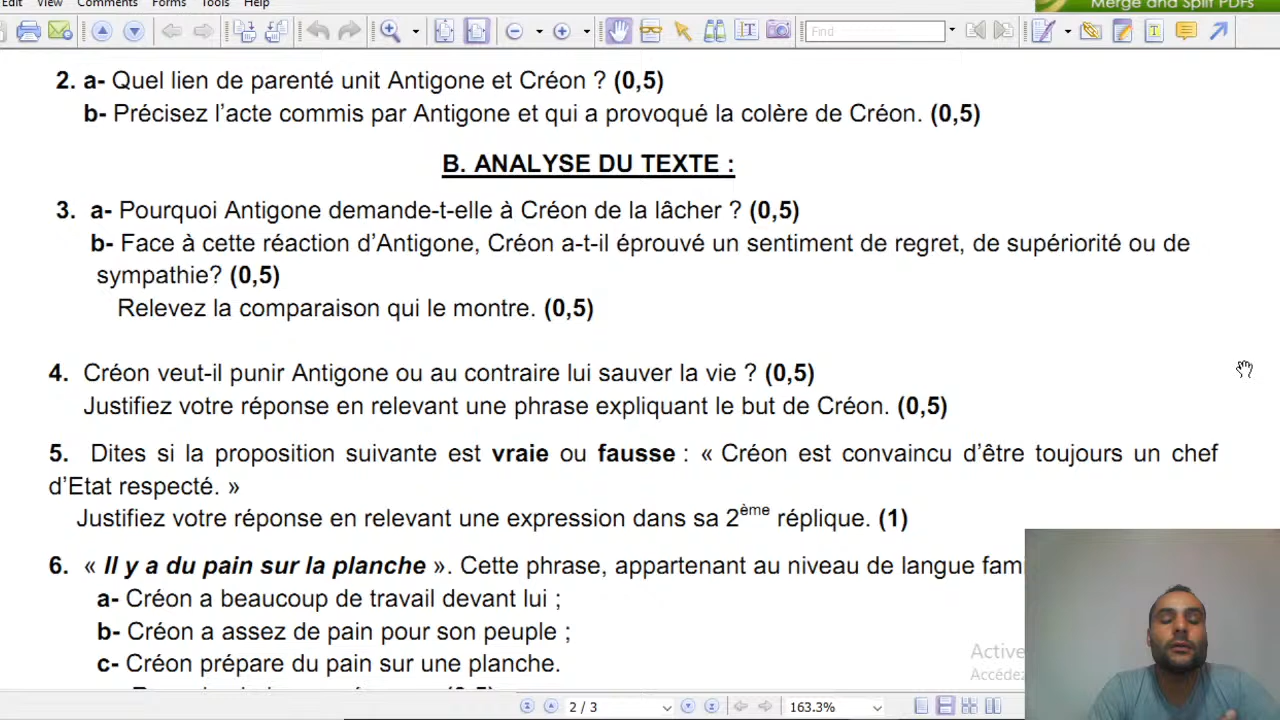 Edit View Comments Forms Tools Help
Merge and Split PDFs
Find
2. a- Quel lien de parenté unit Antigone et Créon ? (0,5)
b- Précisez l’acte commis par Antigone et qui a provoqué la colère de Créon. (0,5)
B. ANALYSE DU TEXTE :
3. a- Pourquoi Antigone demande-t-elle à Créon de la lâcher ? (0,5)
b- Face à cette réaction d’Antigone, Créon a-t-il éprouvé un sentiment de regret, de supériorité ou de
sympathie? (0,5)
Relevez la comparaison qui le montre. (0,5)
4. Créon veut-il punir Antigone ou au contraire lui sauver la vie ? (0,5)
Justifiez votre réponse en relevant une phrase expliquant le but de Créon. (0,5)
5. Dites si la proposition suivante est vraie ou fausse : « Créon est convaincu d’être toujours un chef
d’Etat respecté. »
Justifiez votre réponse en relevant une expression dans sa 2ème réplique. (1)
6. « Il y a du pain sur la planche ». Cette phrase, appartenant au niveau de langue fami
a- Créon a beaucoup de travail devant lui ;
b- Créon a assez de pain pour son peuple ;
c- Créon prépare du pain sur une planche.
Active
Accédez
2 / 3
163.3%